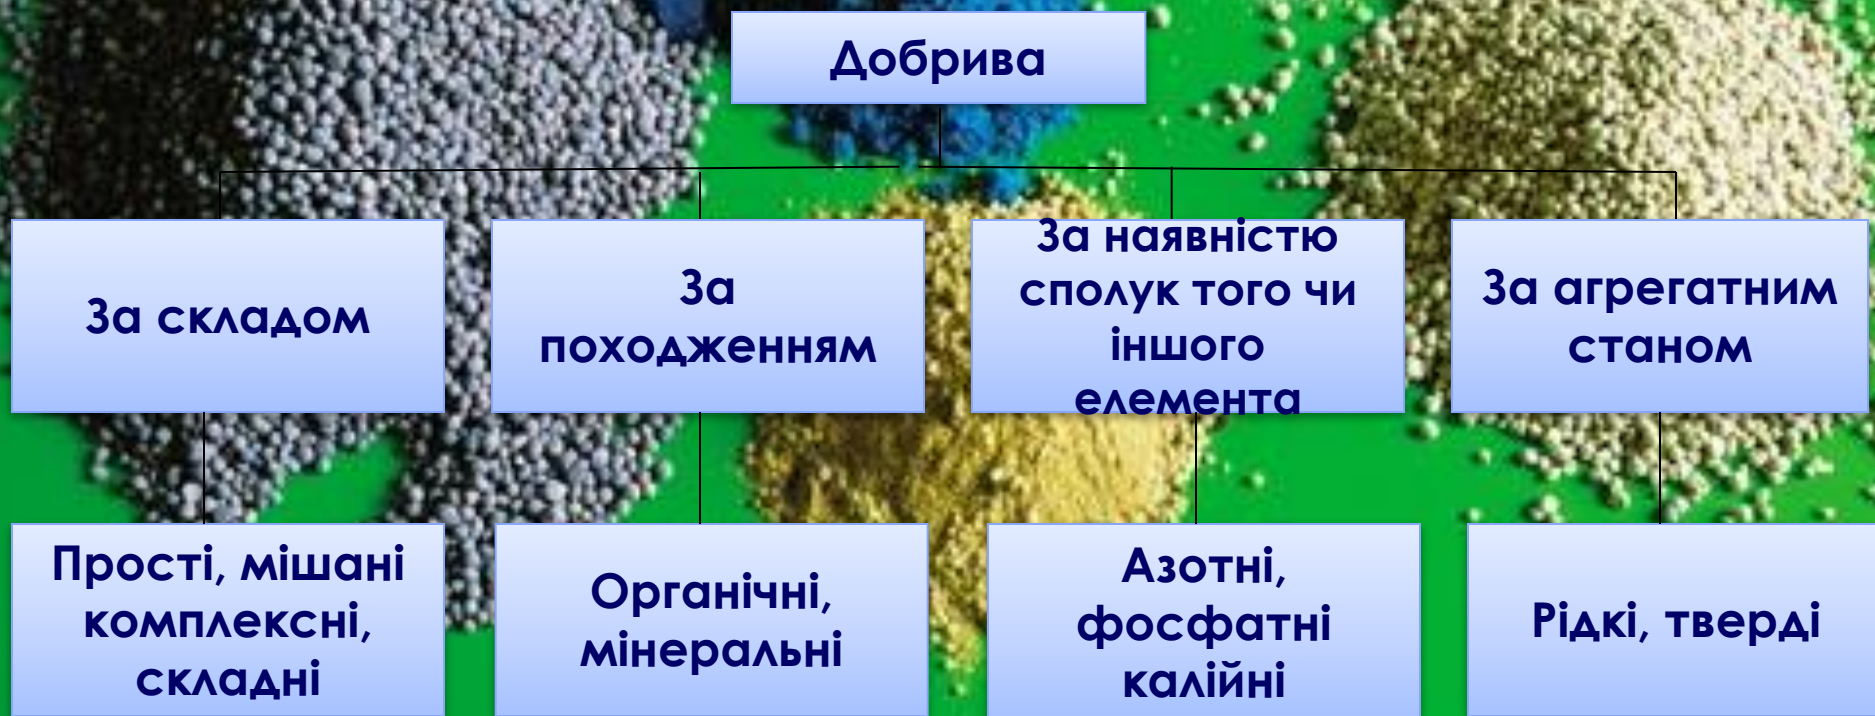 Добрива
За складом
За
походженням
За наявністю
сполук того чи
іншого
елемента
За агрегатним
станом
Прості, мішані
комплексні,
складні
Органічні,
мінеральні
Азотні,
фосфатні
калійні
Рідкі, тверді